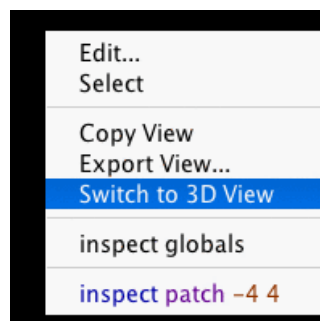 Edit...
Select
Copy View
Export View...
Switch to 3D View
inspect globals
inspect patch -4 4